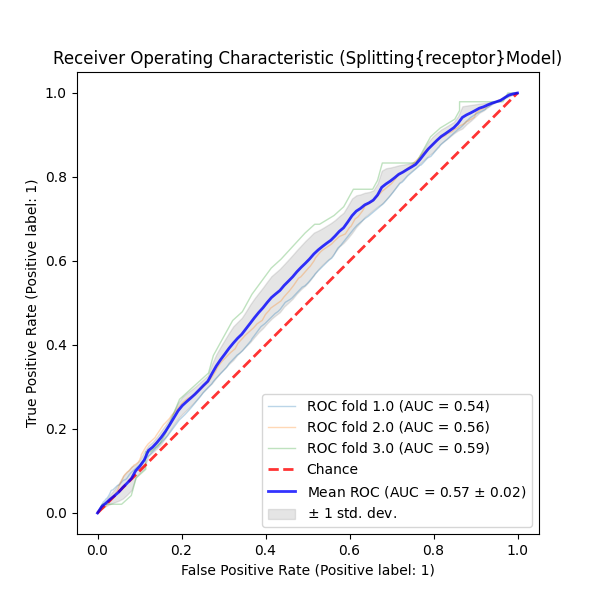 Receiver Operating Characteristic (Splitting{receptor}Model)
1.0
0.8
0.6
0.4
0.2
0.0
True Positive Rate (Positive label: 1)
ROC fold 1.0 (AUC = 0.54)
ROC fold 2.0 (AUC = 0.56)
ROC fold 3.0 (AUC = 0.59)
Chance
Mean ROC (AUC = 0.57 ± 0.02)
± 1 std. dev.
0.0 0.2 0.4 0.6 0.8 1.0
False Positive Rate (Positive label: 1)